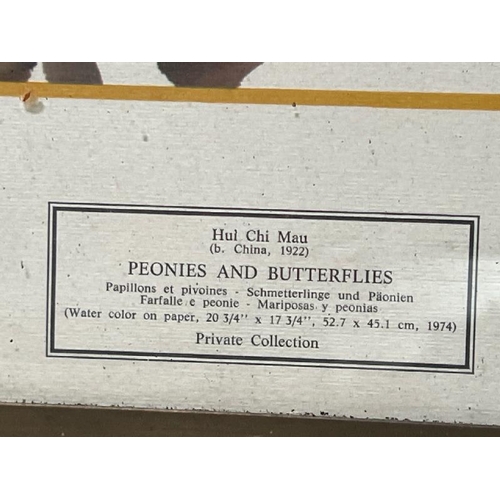 Hui Chi Mau
(b. China, 1922)
PEONIES AND BUTTERFLIES
Papillons et pivoines - Schmetterlinge und Päonien
Farfalle e peonie - Mariposas y peonias
(Water color on paper, 20 3/4'' x 17 3/4'', 52.7 x 45.1 cm, 1974)
Private Collection